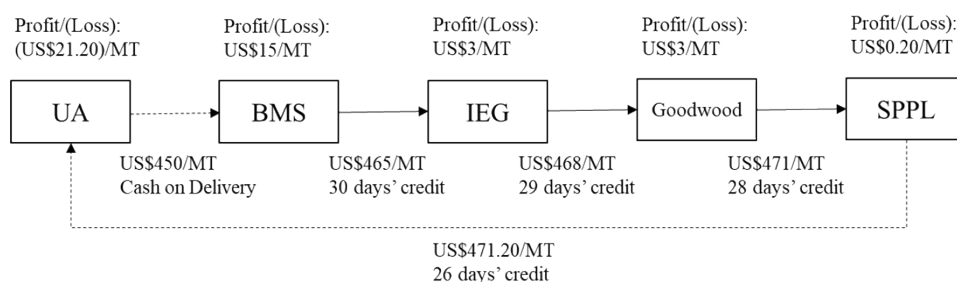 Profit/(Loss):
(US$21.20)/MT
Profit/(Loss):
US$15/MT
Profit/(Loss):
US$3/MT
Profit/(Loss):
US$3/MT
Profit/(Loss):
US$0.20/MT
UA
BMS
IEG
Goodwood
SPPL
US$450/MT
Cash on Delivery
US$465/MT
30 days’ credit
US$468/MT
29 days’ credit
US$471/MT
28 days’ credit
US$471.20/MT
26 days’ credit